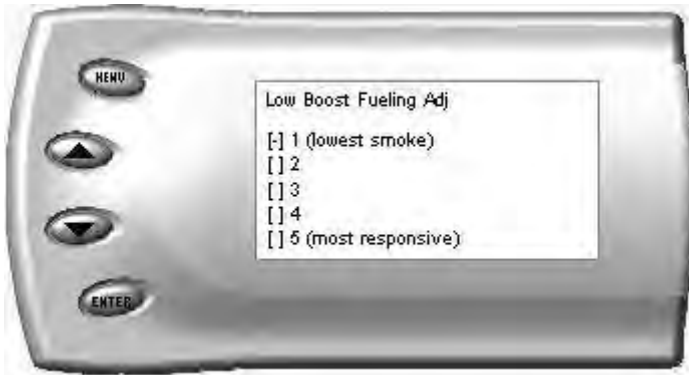 MENU
Low Boost Fueling Adj
[-] 1 (lowest smoke)
[ ] 2
[ ] 3
[ ] 4
[ ] 5 (most responsive)
ENTER